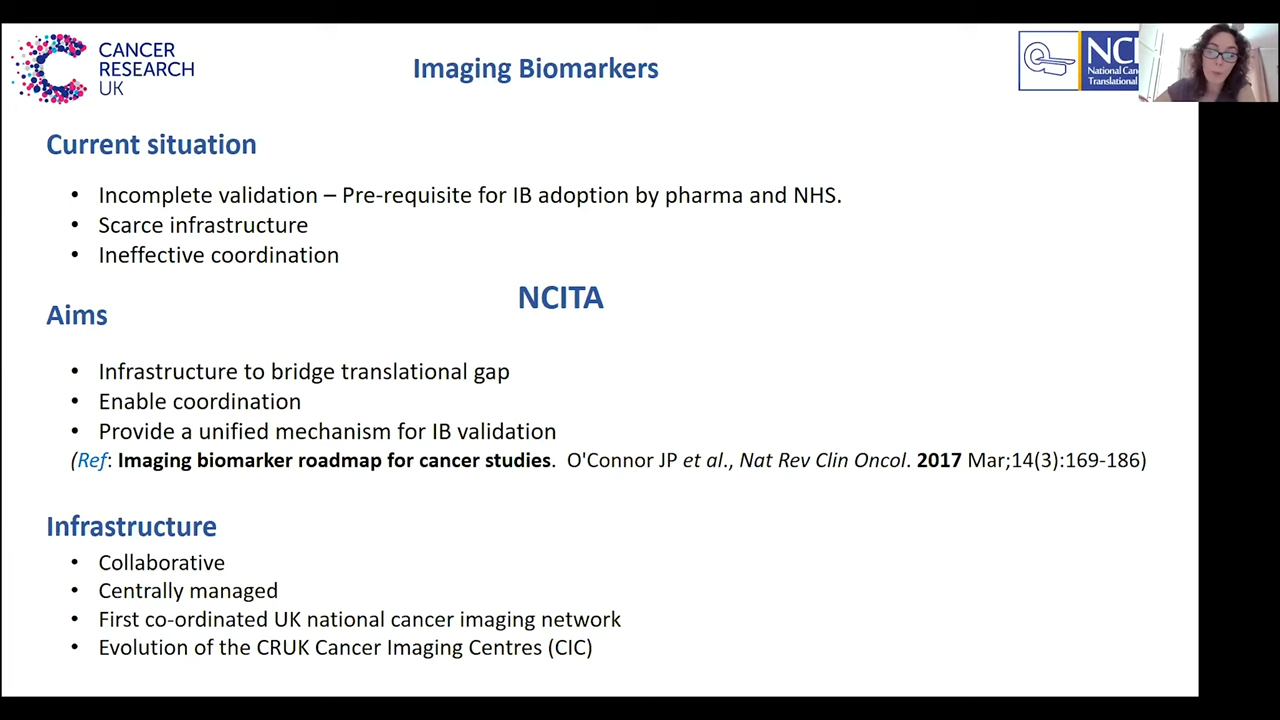 CANCER
RESEARCH
UK
Imaging Biomarkers
NCI
National Can
Translational
Current situation
• Incomplete validation – Pre-requisite for IB adoption by pharma and NHS.
• Scarce infrastructure
• Ineffective coordination
NCITA
Aims
• Infrastructure to bridge translational gap
• Enable coordination
• Provide a unified mechanism for IB validation
(Ref: Imaging biomarker roadmap for cancer studies. O'Connor JP et al., Nat Rev Clin Oncol. 2017 Mar;14(3):169-186)
Infrastructure
• Collaborative
• Centrally managed
• First co-ordinated UK national cancer imaging network
• Evolution of the CRUK Cancer Imaging Centres (CIC)